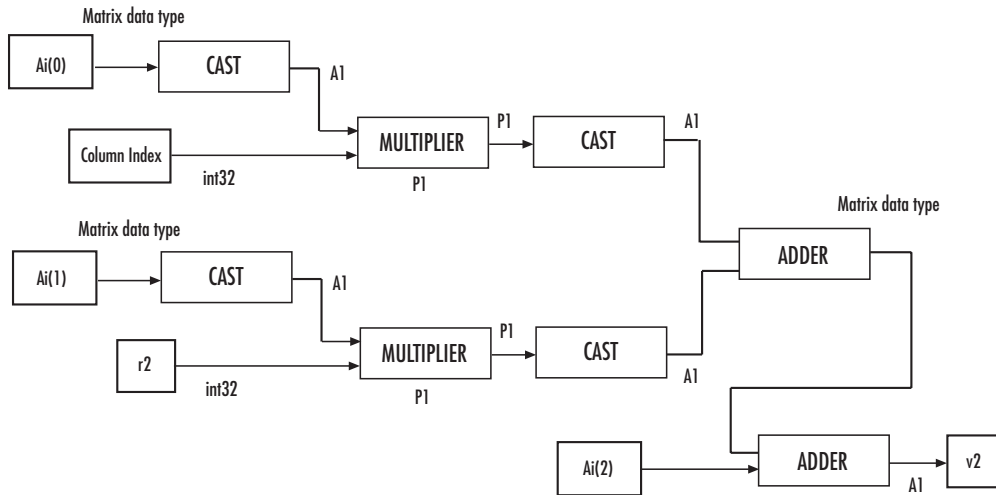 Matrix data type
Ai(0)
CAST
A1
Column Index
int32
MULTIPLIER
P1
P1
CAST
A1
Matrix data type
Ai(1)
CAST
A1
r2
int32
MULTIPLIER
P1
P1
CAST
A1
Matrix data type
ADDER
Ai(2)
ADDER
A1
v2